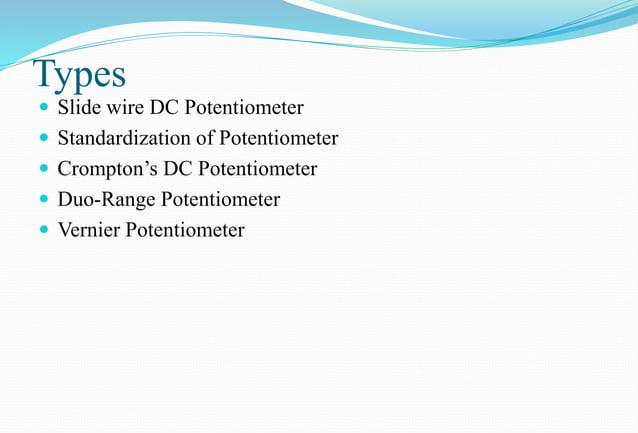 Types
Slide wire DC Potentiometer
Standardization of Potentiometer
Crompton’s DC Potentiometer
Duo-Range Potentiometer
Vernier Potentiometer